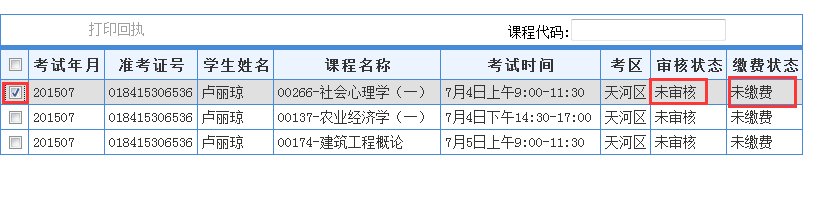 打印回执 课程代码:
考试年月 准考证号 学生姓名 课程名称 考试时间 考区 审核状态 缴费状态
201507 018415306536 卢丽琼 00266-社会心理学（一） 7月4日上午9:00-11:30 天河区 未审核 未缴费
201507 018415306536 卢丽琼 00137-农业经济学（一） 7月4日下午14:30-17:00 天河区 未审核 未缴费
201507 018415306536 卢丽琼 00174-建筑工程概论 7月5日上午9:00-11:30 天河区 未审核 未缴费